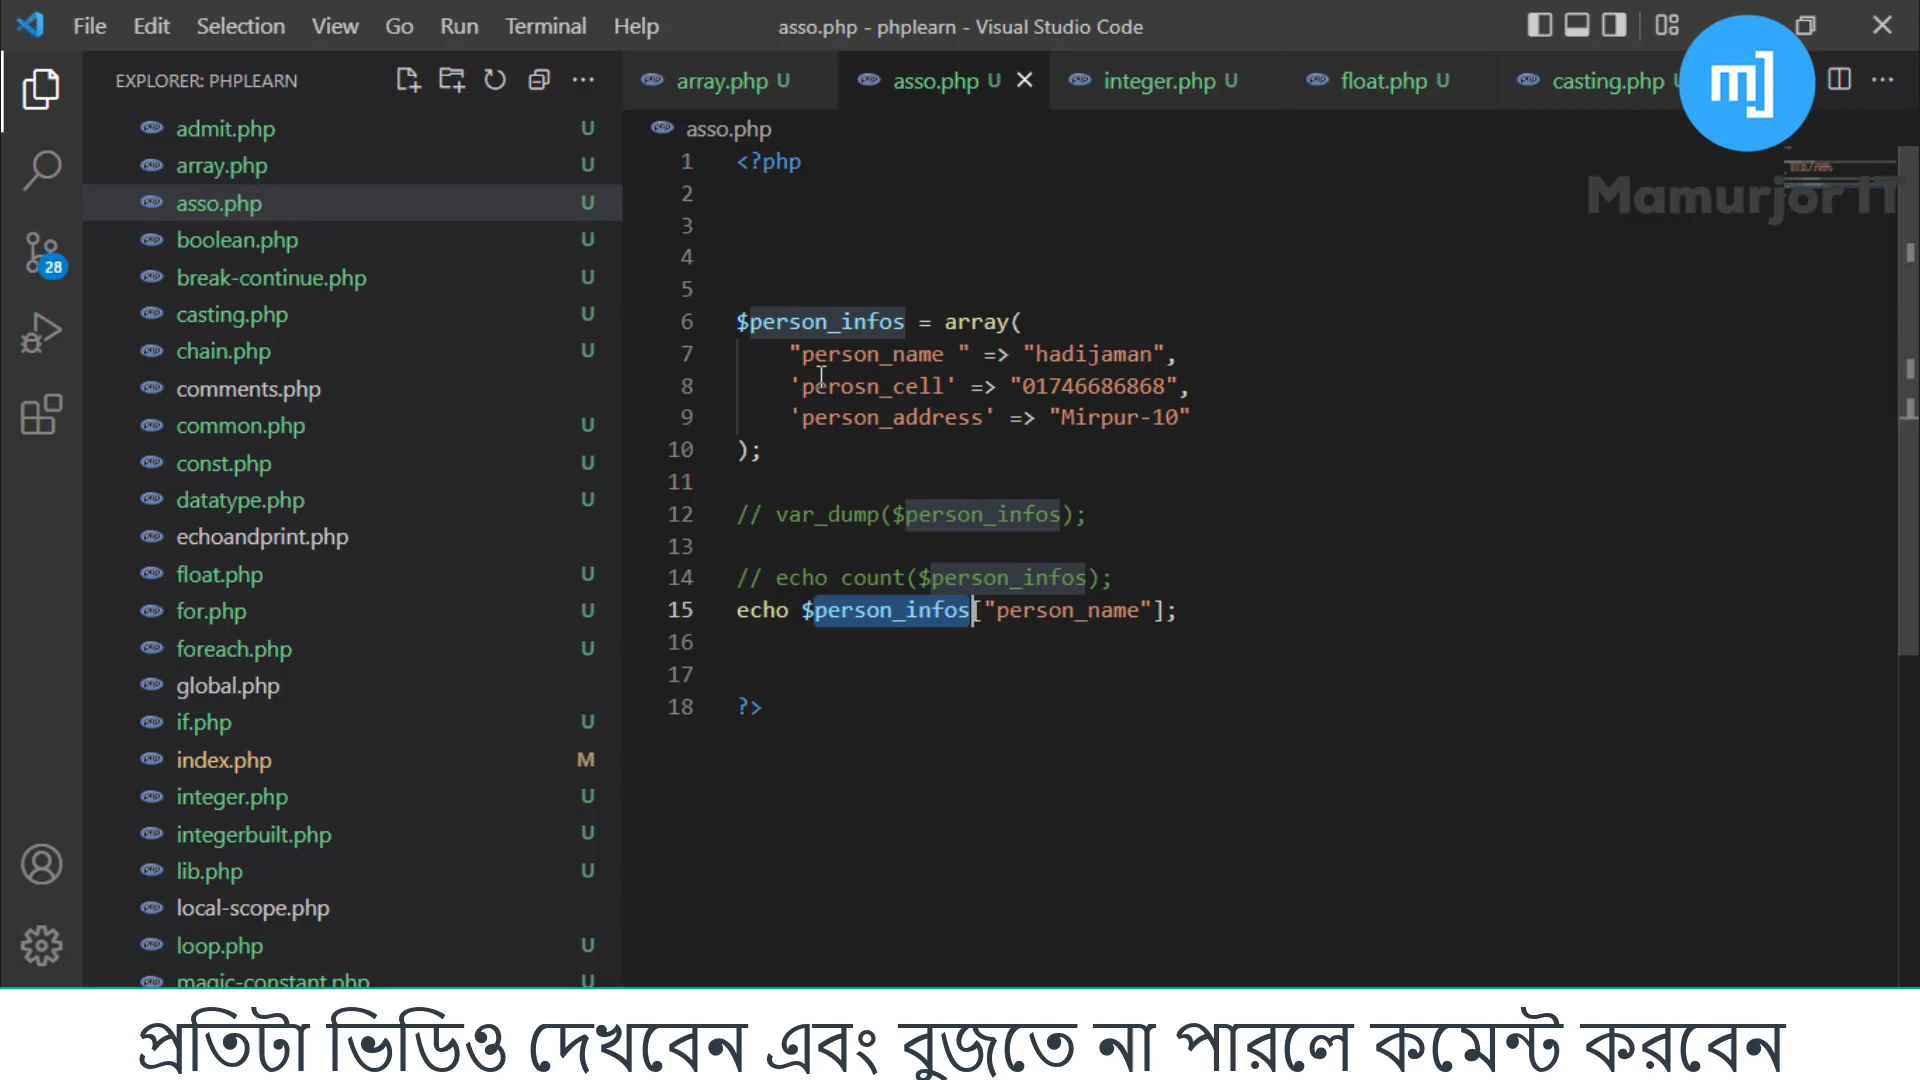 File Edit Selection View Go Run Terminal Help asso.php - phplearn - Visual Studio Code
EXPLORER: PHPLEARN
array.php U asso.php U integer.php U float.php U casting.php
m]
Mamurjor IT
admit.php U
array.php U
asso.php U
boolean.php U
break-continue.php U
casting.php U
chain.php U
comments.php
common.php U
const.php U
datatype.php U
echoandprint.php
float.php U
for.php U
foreach.php U
global.php
if.php U
index.php M
integer.php U
integerbuilt.php U
lib.php U
local-scope.php
loop.php U
magic-constant.php U
28
asso.php
1 <?php
2
3
4
5
6 $person_infos = array(
7 "person_name " => "hadijaman",
8 'perosn_cell' => "01746686868",
9 'person_address' => "Mirpur-10"
10 );
11
12 // var_dump($person_infos);
13
14 // echo count($person_infos);
15 echo $person_infos["person_name"];
16
17
18 ?>
প্রতিটা ভিডিও দেখবেন এবং বুজতে না পারলে কমেন্ট করবেন